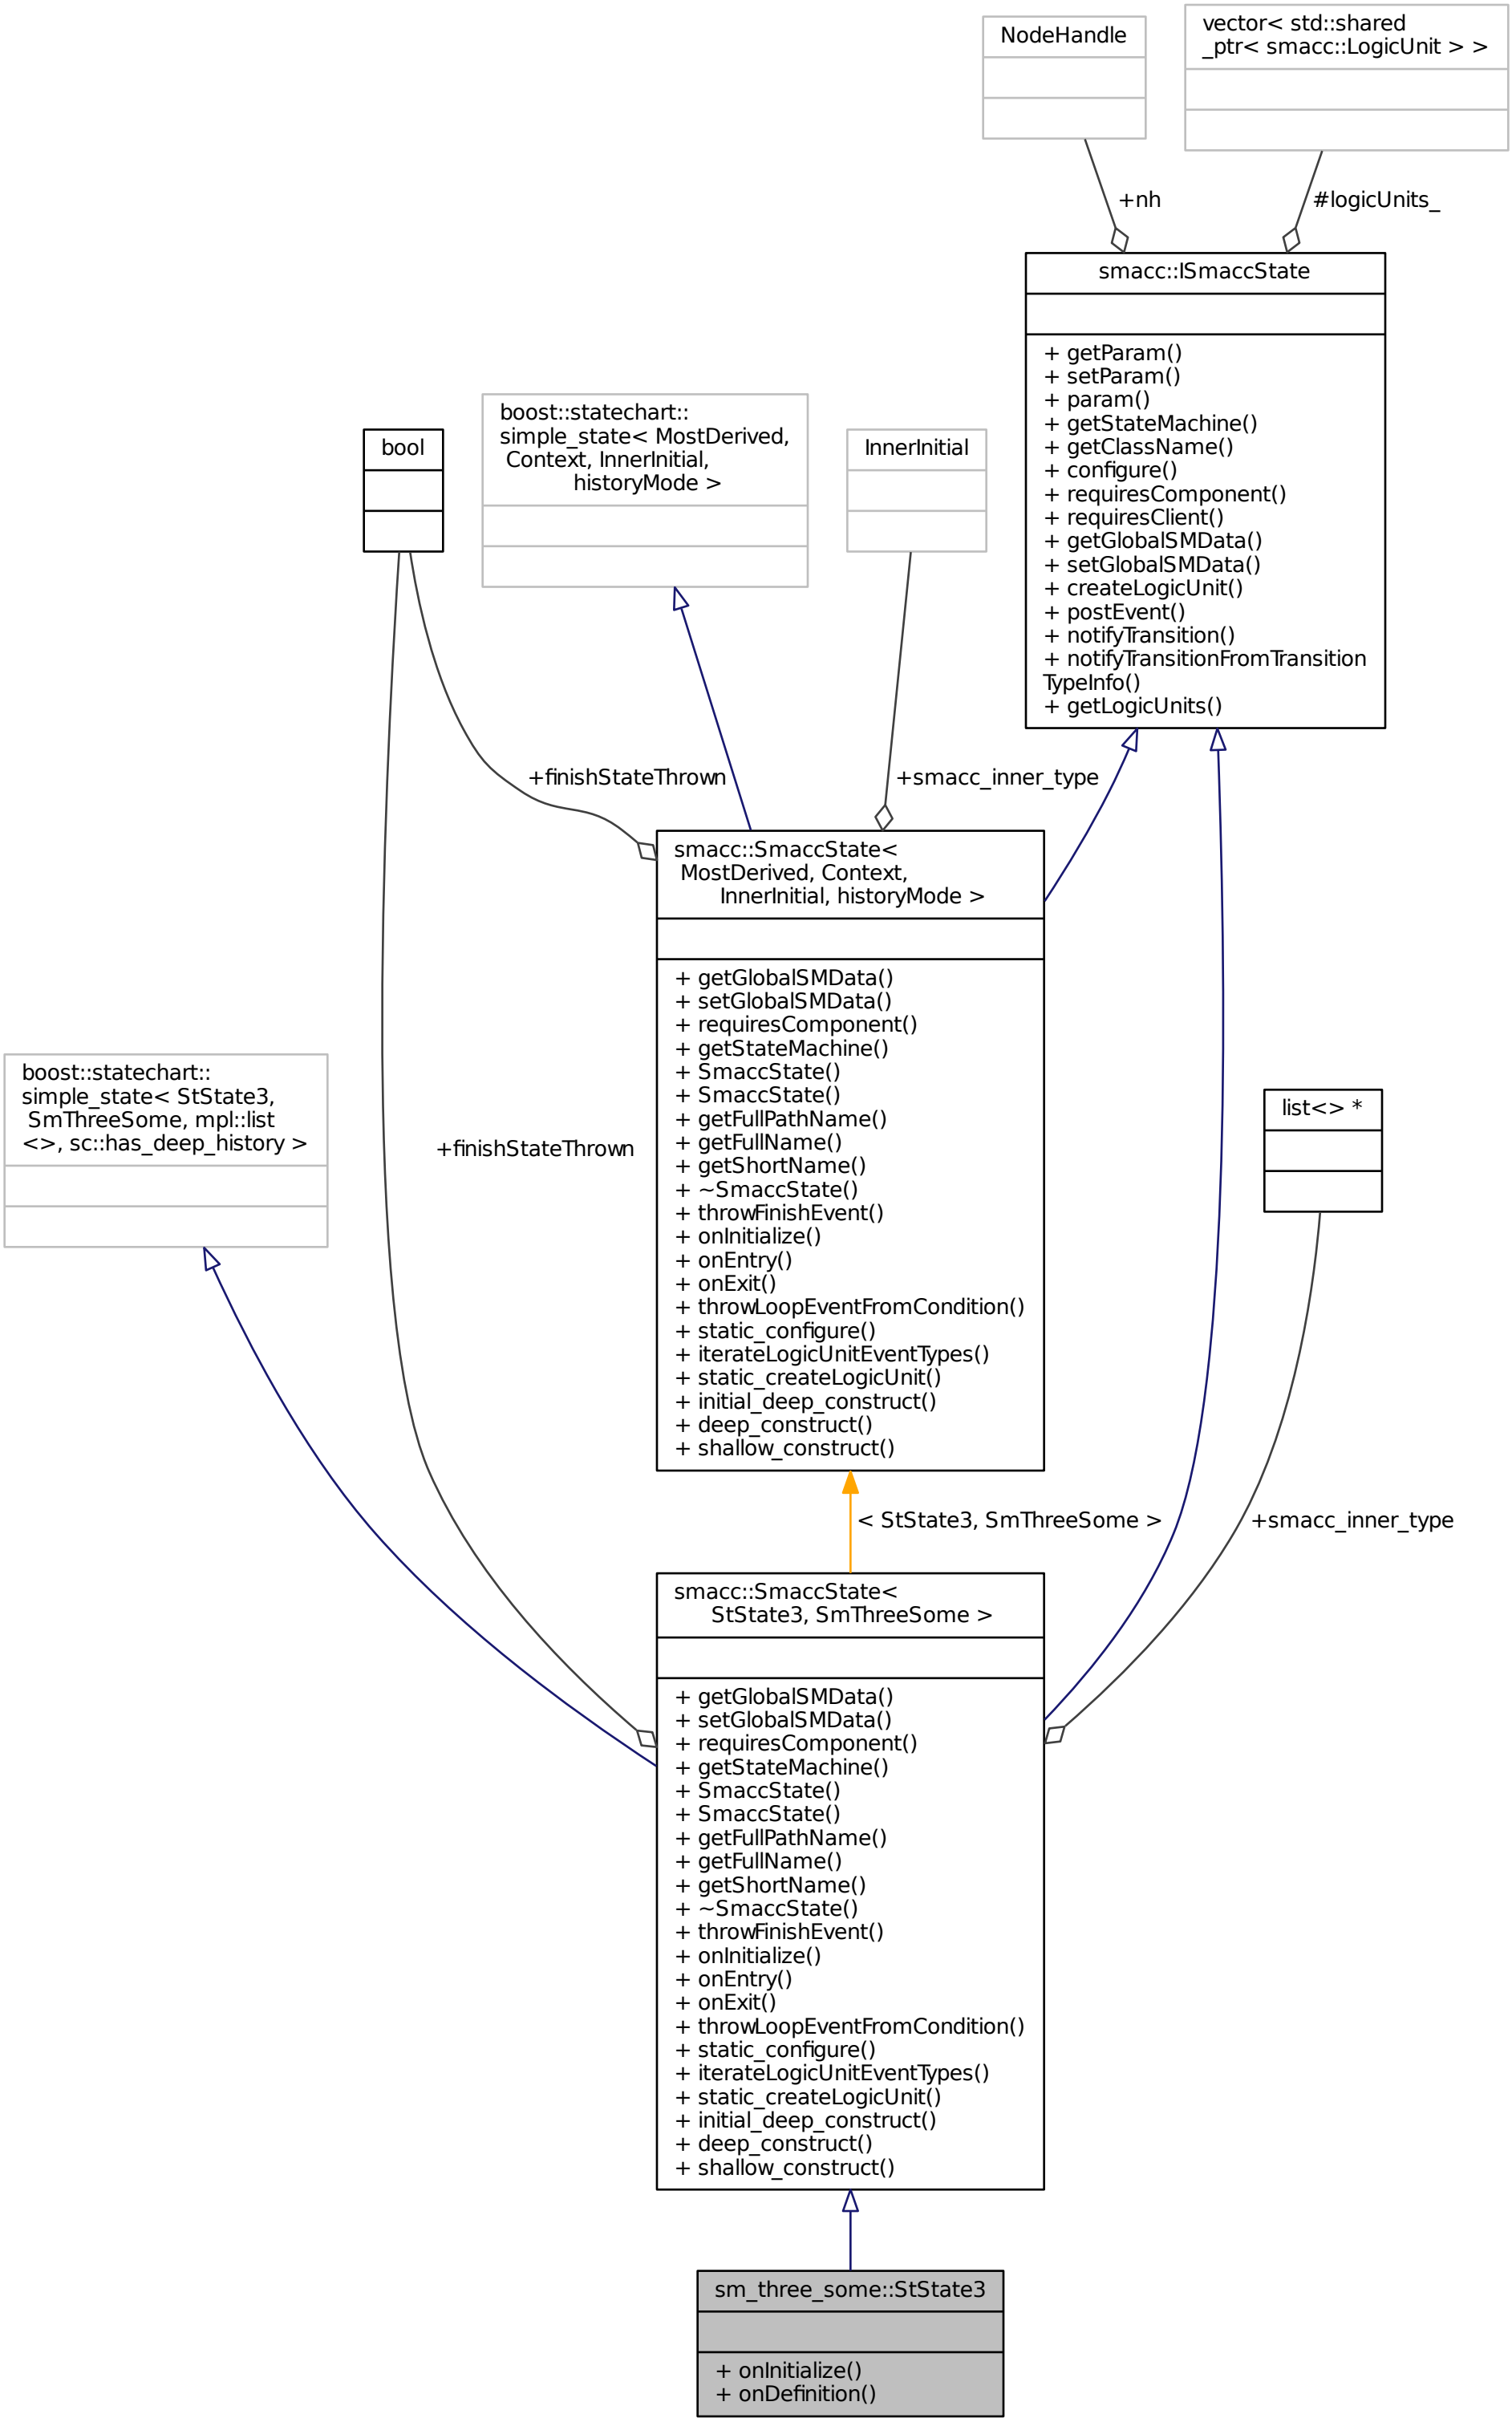 NodeHandle
vector< std::shared
_ptr< smacc::LogicUnit > >
+nh
#logicUnits_
smacc::ISmaccState
+ getParam()
+ setParam()
+ param()
+ getStateMachine()
+ getClassName()
+ configure()
+ requiresComponent()
+ requiresClient()
+ getGlobalSMData()
+ setGlobalSMData()
+ createLogicUnit()
+ postEvent()
+ notifyTransition()
+ notifyTransitionFromTransition
TypeInfo()
+ getLogicUnits()
bool
boost::statechart::
simple_state< MostDerived,
Context, InnerInitial,
historyMode >
InnerInitial
+finishStateThrown
+smacc_inner_type
smacc::SmaccState<
MostDerived, Context,
InnerInitial, historyMode >
+ getGlobalSMData()
+ setGlobalSMData()
+ requiresComponent()
+ getStateMachine()
+ SmaccState()
+ SmaccState()
+ getFullPathName()
+ getFullName()
+ getShortName()
+ ~SmaccState()
+ throwFinishEvent()
+ onInitialize()
+ onEntry()
+ onExit()
+ throwLoopEventFromCondition()
+ static_configure()
+ iterateLogicUnitEventTypes()
+ static_createLogicUnit()
+ initial_deep_construct()
+ deep_construct()
+ shallow_construct()
boost::statechart::
simple_state< StState3,
SmThreeSome, mpl::list
<>, sc::has_deep_history >
+finishStateThrown
list<> *
< StState3, SmThreeSome >
+smacc_inner_type
smacc::SmaccState<
StState3, SmThreeSome >
+ getGlobalSMData()
+ setGlobalSMData()
+ requiresComponent()
+ getStateMachine()
+ SmaccState()
+ SmaccState()
+ getFullPathName()
+ getFullName()
+ getShortName()
+ ~SmaccState()
+ throwFinishEvent()
+ onInitialize()
+ onEntry()
+ onExit()
+ throwLoopEventFromCondition()
+ static_configure()
+ iterateLogicUnitEventTypes()
+ static_createLogicUnit()
+ initial_deep_construct()
+ deep_construct()
+ shallow_construct()
sm_three_some::StState3
+ onInitialize()
+ onDefinition()